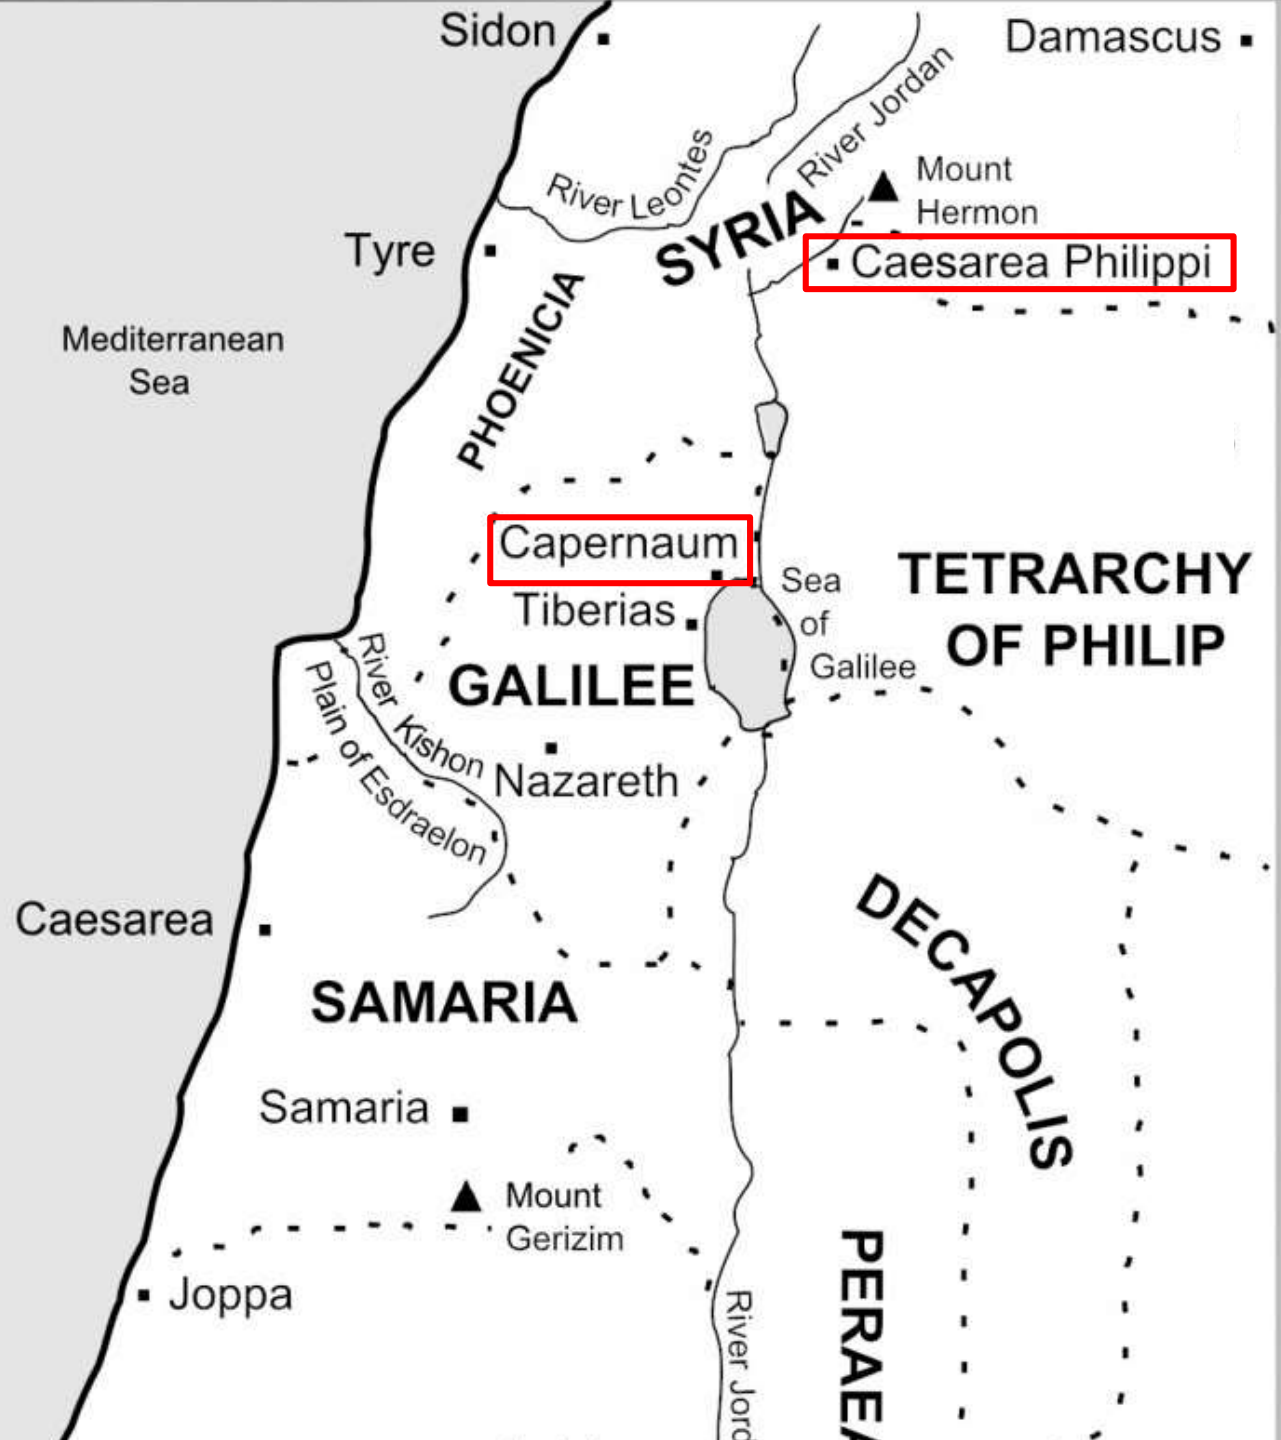 Sidon
Damascus
River Jordan
River Leontes
Mount
Hermon
SYRIA
Tyre
Caesarea Philippi
PHOENICIA
Mediterranean
Sea
Capernaum
Sea
of
Galilee
TETRARCHY
OF PHILIP
Tiberias
GALILEE
River Kishon
Plain of Esdraelon
Nazareth
Caesarea
DECAPOLIS
SAMARIA
Samaria
Mount
Gerizim
Joppa
River Jord
PERAEA